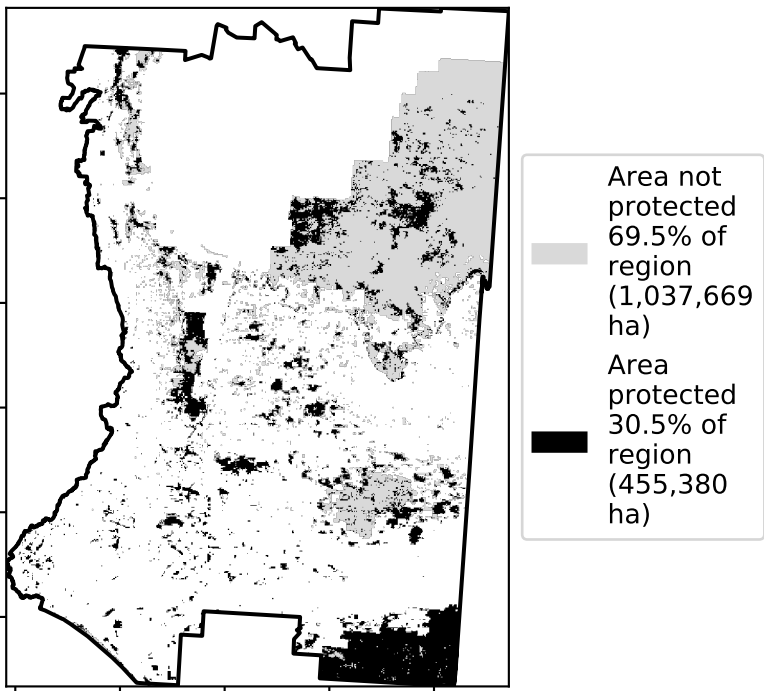 Area not
protected
69.5% of
region
(1,037,669
ha)
Area
protected
30.5% of
region
(455,380
ha)